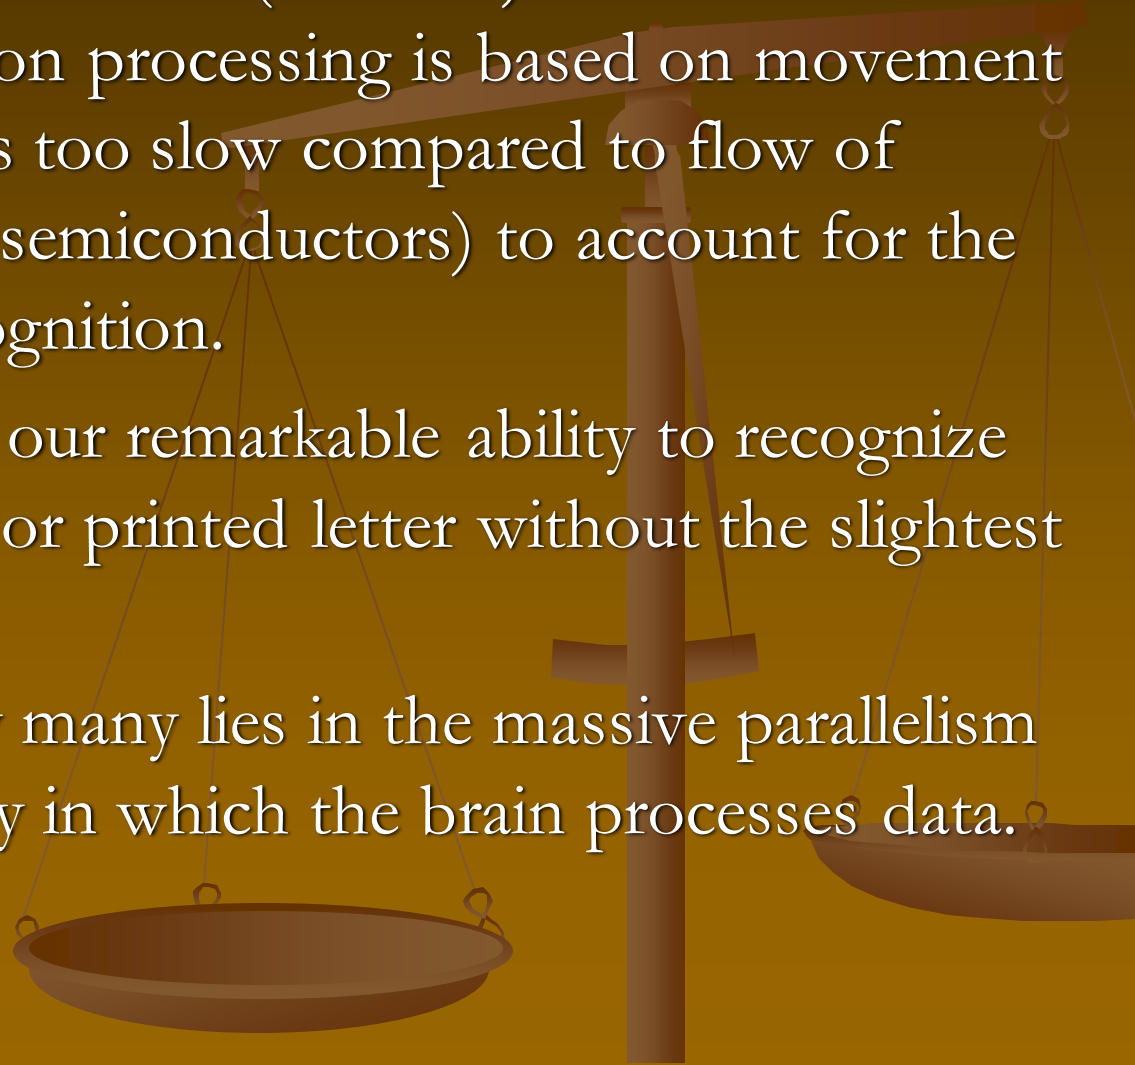 on processing is based on movement
too slow compared to flow of
semiconductors) to account for the
ognition.
our remarkable ability to recognize
or printed letter without the slightest
many lies in the massive parallelism
in which the brain processes data.